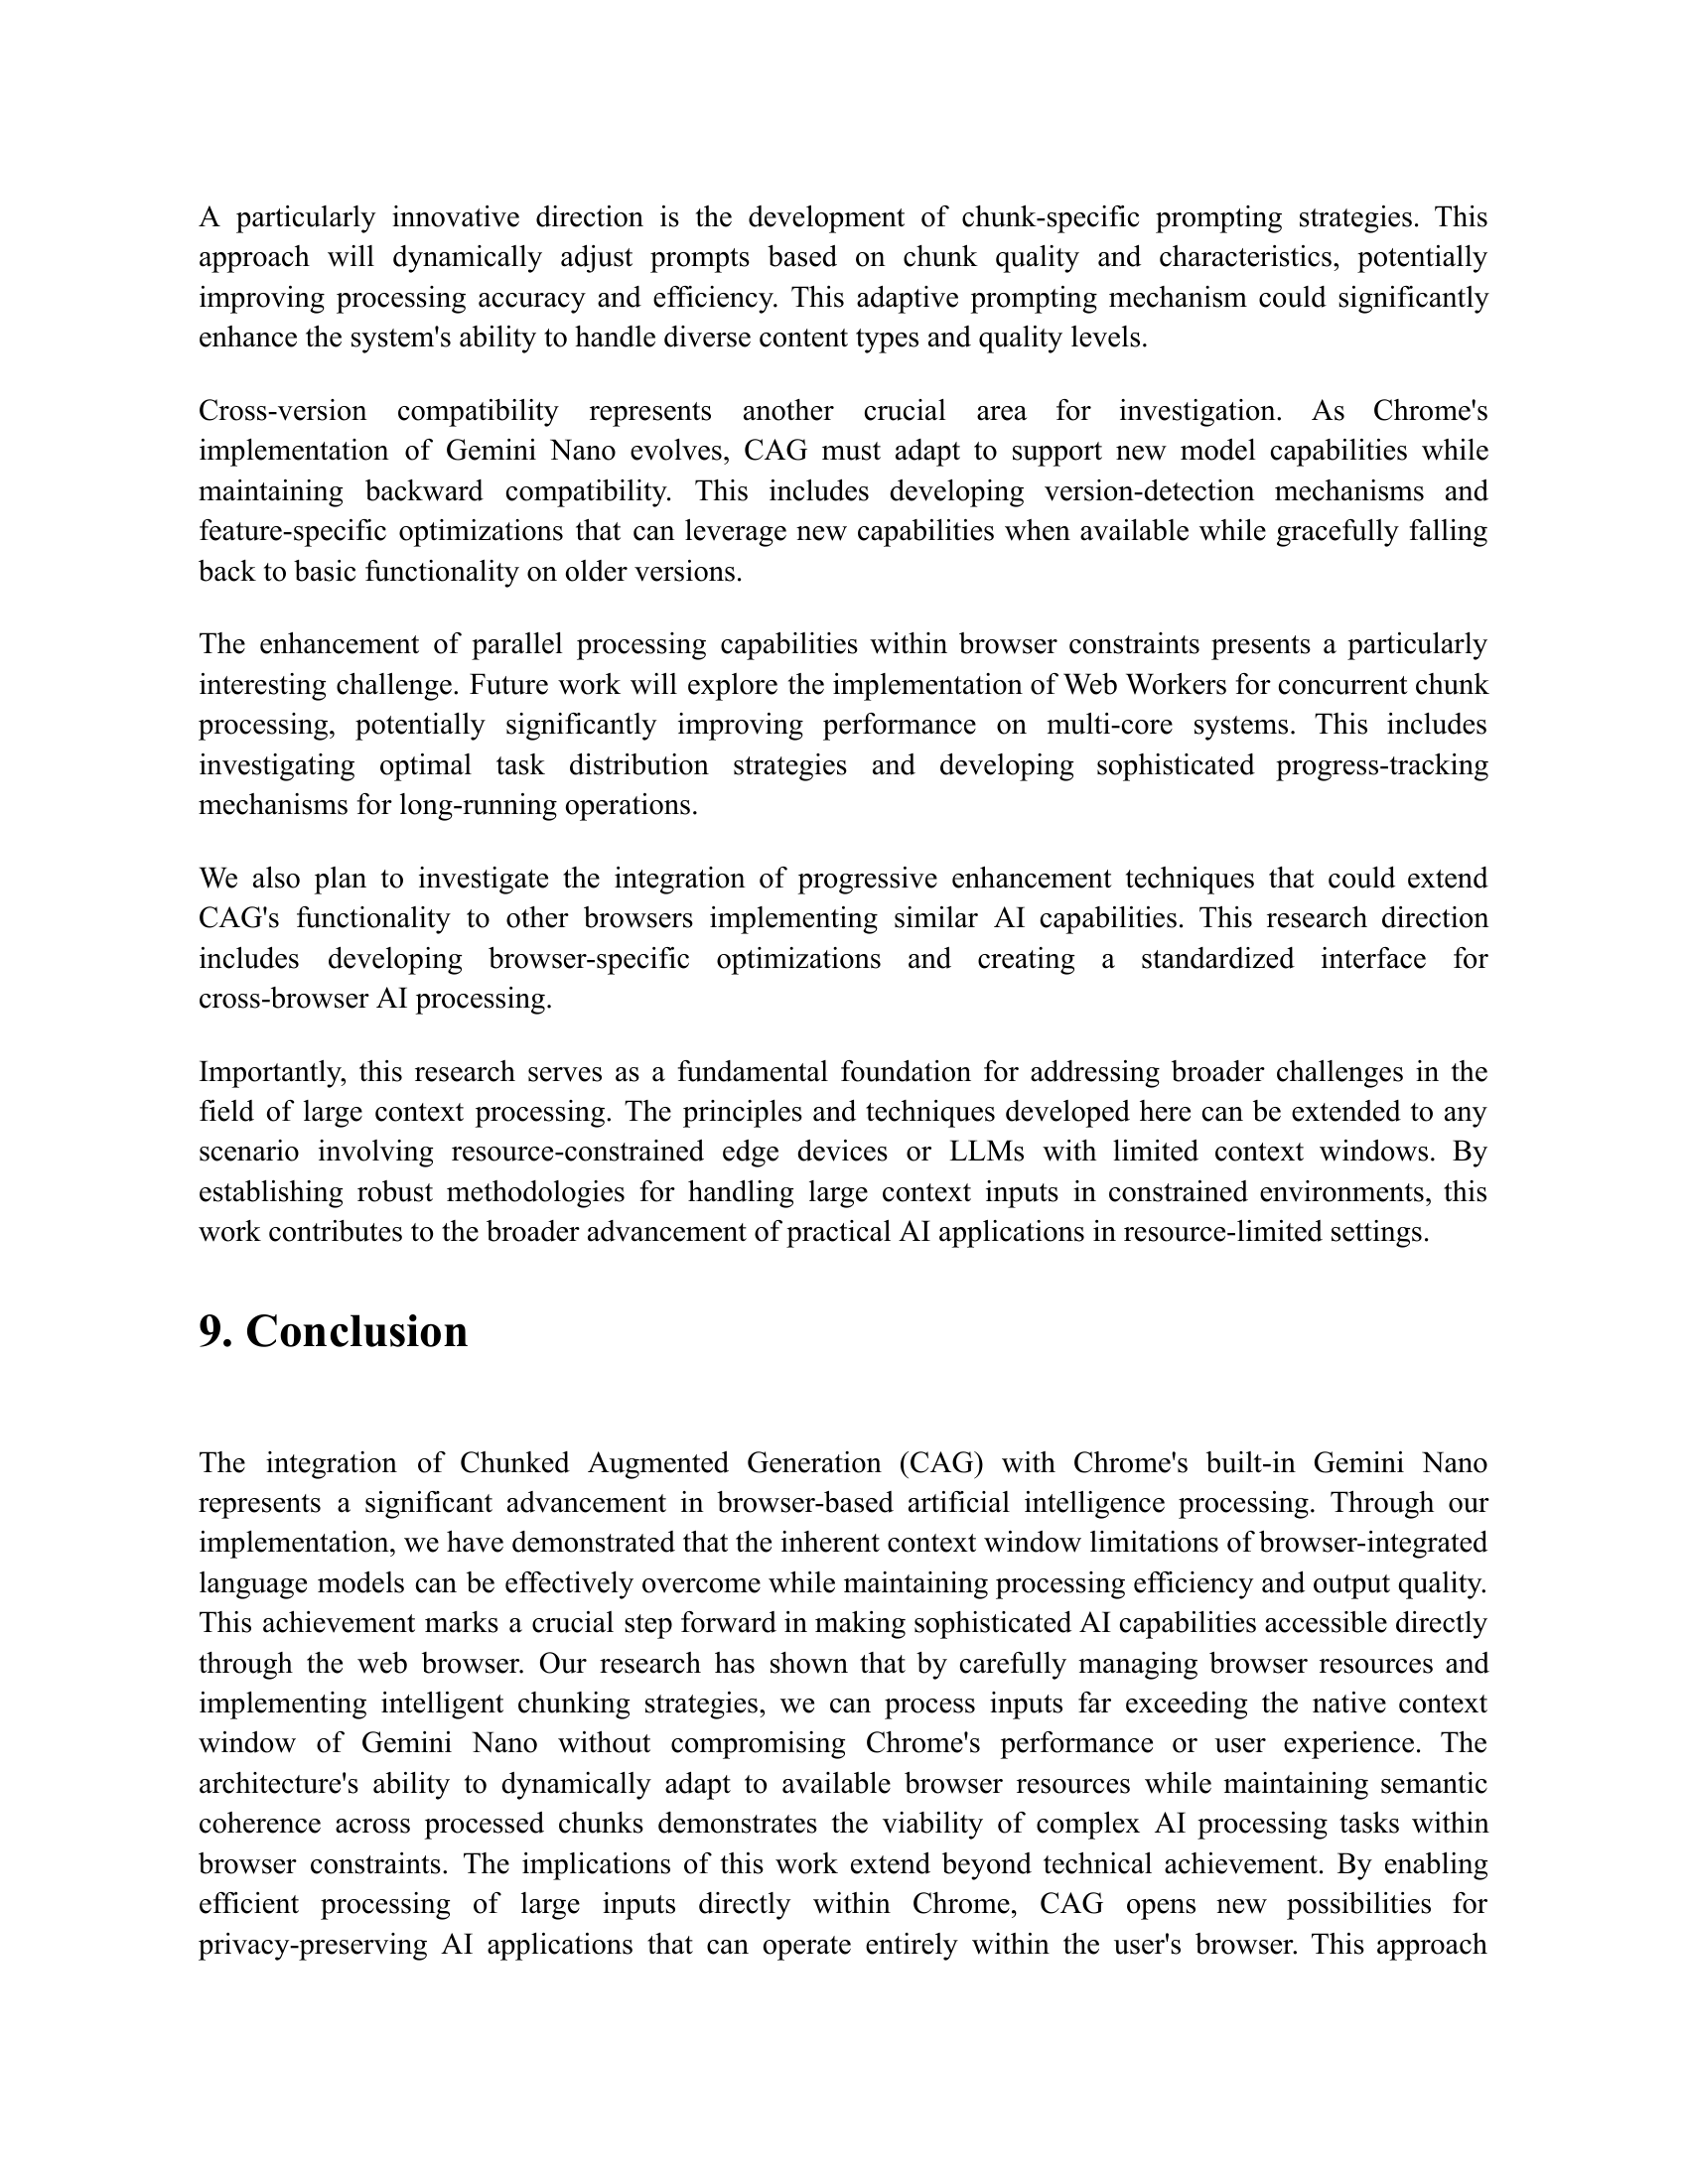 A particularly innovative direction is the development of chunk-specific prompting strategies. This
approach will dynamically adjust prompts based on chunk quality and characteristics, potentially
improving processing accuracy and efficiency. This adaptive prompting mechanism could significantly
enhance the system's ability to handle diverse content types and quality levels.
Cross-version compatibility represents another crucial area for investigation. As Chrome's
implementation of Gemini Nano evolves, CAG must adapt to support new model capabilities while
maintaining backward compatibility. This includes developing version-detection mechanisms and
feature-specific optimizations that can leverage new capabilities when available while gracefully falling
back to basic functionality on older versions.
The enhancement of parallel processing capabilities within browser constraints presents a particularly
interesting challenge. Future work will explore the implementation of Web Workers for concurrent chunk
processing, potentially significantly improving performance on multi-core systems. This includes
investigating optimal task distribution strategies and developing sophisticated progress-tracking
mechanisms for long-running operations.
We also plan to investigate the integration of progressive enhancement techniques that could extend
CAG's functionality to other browsers implementing similar AI capabilities. This research direction
includes developing browser-specific optimizations and creating a standardized interface for
cross-browser AI processing.
Importantly, this research serves as a fundamental foundation for addressing broader challenges in the
field of large context processing. The principles and techniques developed here can be extended to any
scenario involving resource-constrained edge devices or LLMs with limited context windows. By
establishing robust methodologies for handling large context inputs in constrained environments, this
work contributes to the broader advancement of practical AI applications in resource-limited settings.
9. Conclusion
The integration of Chunked Augmented Generation (CAG) with Chrome's built-in Gemini Nano
represents a significant advancement in browser-based artificial intelligence processing. Through our
implementation, we have demonstrated that the inherent context window limitations of browser-integrated
language models can be effectively overcome while maintaining processing efficiency and output quality.
This achievement marks a crucial step forward in making sophisticated AI capabilities accessible directly
through the web browser. Our research has shown that by carefully managing browser resources and
implementing intelligent chunking strategies, we can process inputs far exceeding the native context
window of Gemini Nano without compromising Chrome's performance or user experience. The
architecture's ability to dynamically adapt to available browser resources while maintaining semantic
coherence across processed chunks demonstrates the viability of complex AI processing tasks within
browser constraints. The implications of this work extend beyond technical achievement. By enabling
efficient processing of large inputs directly within Chrome, CAG opens new possibilities for
privacy-preserving AI applications that can operate entirely within the user's browser. This approach